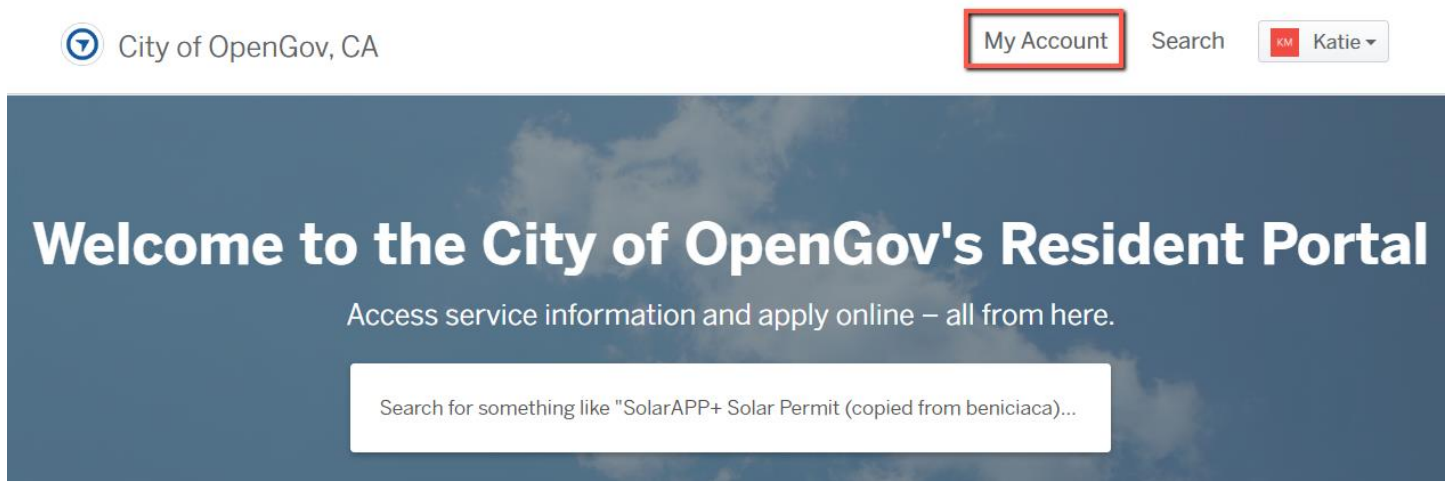 City of OpenGov, CA
My Account
Search
KM
Katie
Welcome to the City of OpenGov's Resident Portal
Access service information and apply online – all from here.
Search for something like "SolarAPP+ Solar Permit (copied from beniciaca)...